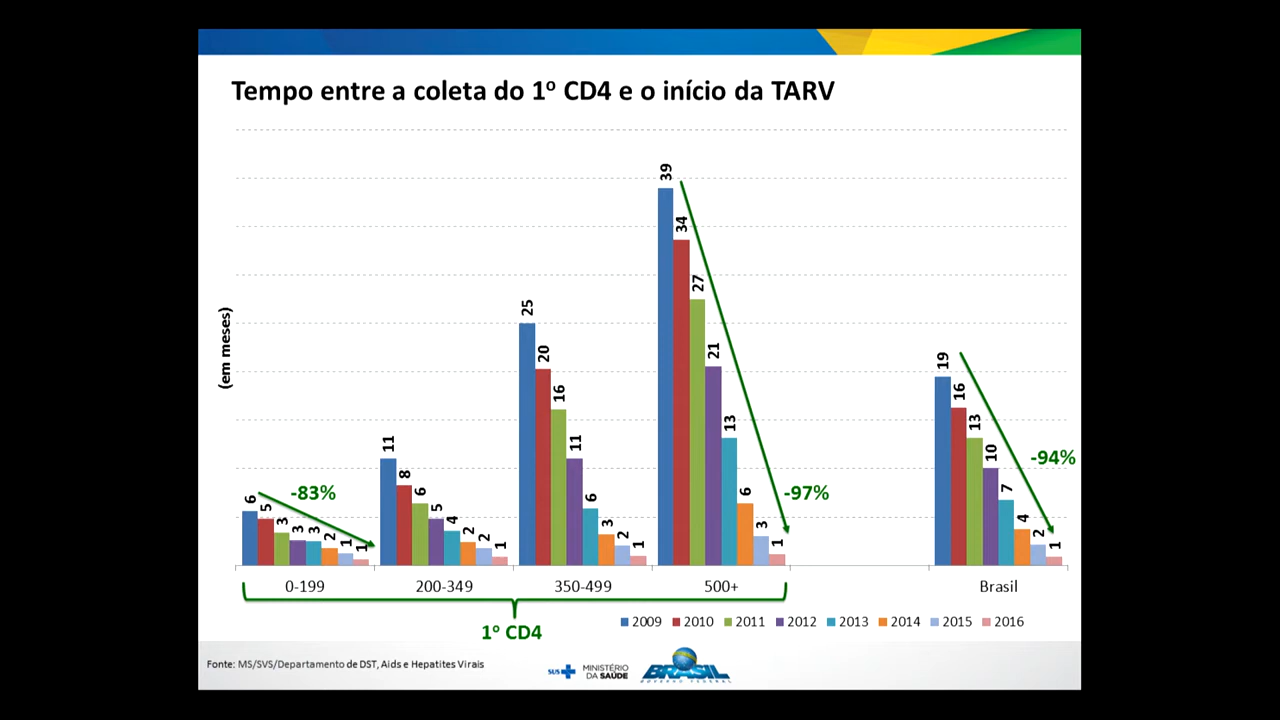 Tempo entre a coleta do 1º CD4 e o início da TARV
(em meses)
6 5 3 3 3 2 1 1
-83%
11 8 6 5 4 2 2 1
25 20 16 11 6 3 2 1
39 34 27 21 13 6 3 1
-97%
19 16 13 10 7 4 2 1
-94%
0-199 200-349 350-499 500+ Brasil
1º CD4
2009 2010 2011 2012 2013 2014 2015 2016
Fonte: MS/SVS/Departamento de DST, Aids e Hepatites Virais
SUS
MINISTÉRIO
DA SAÚDE
BRASIL
GOVERNO FEDERAL